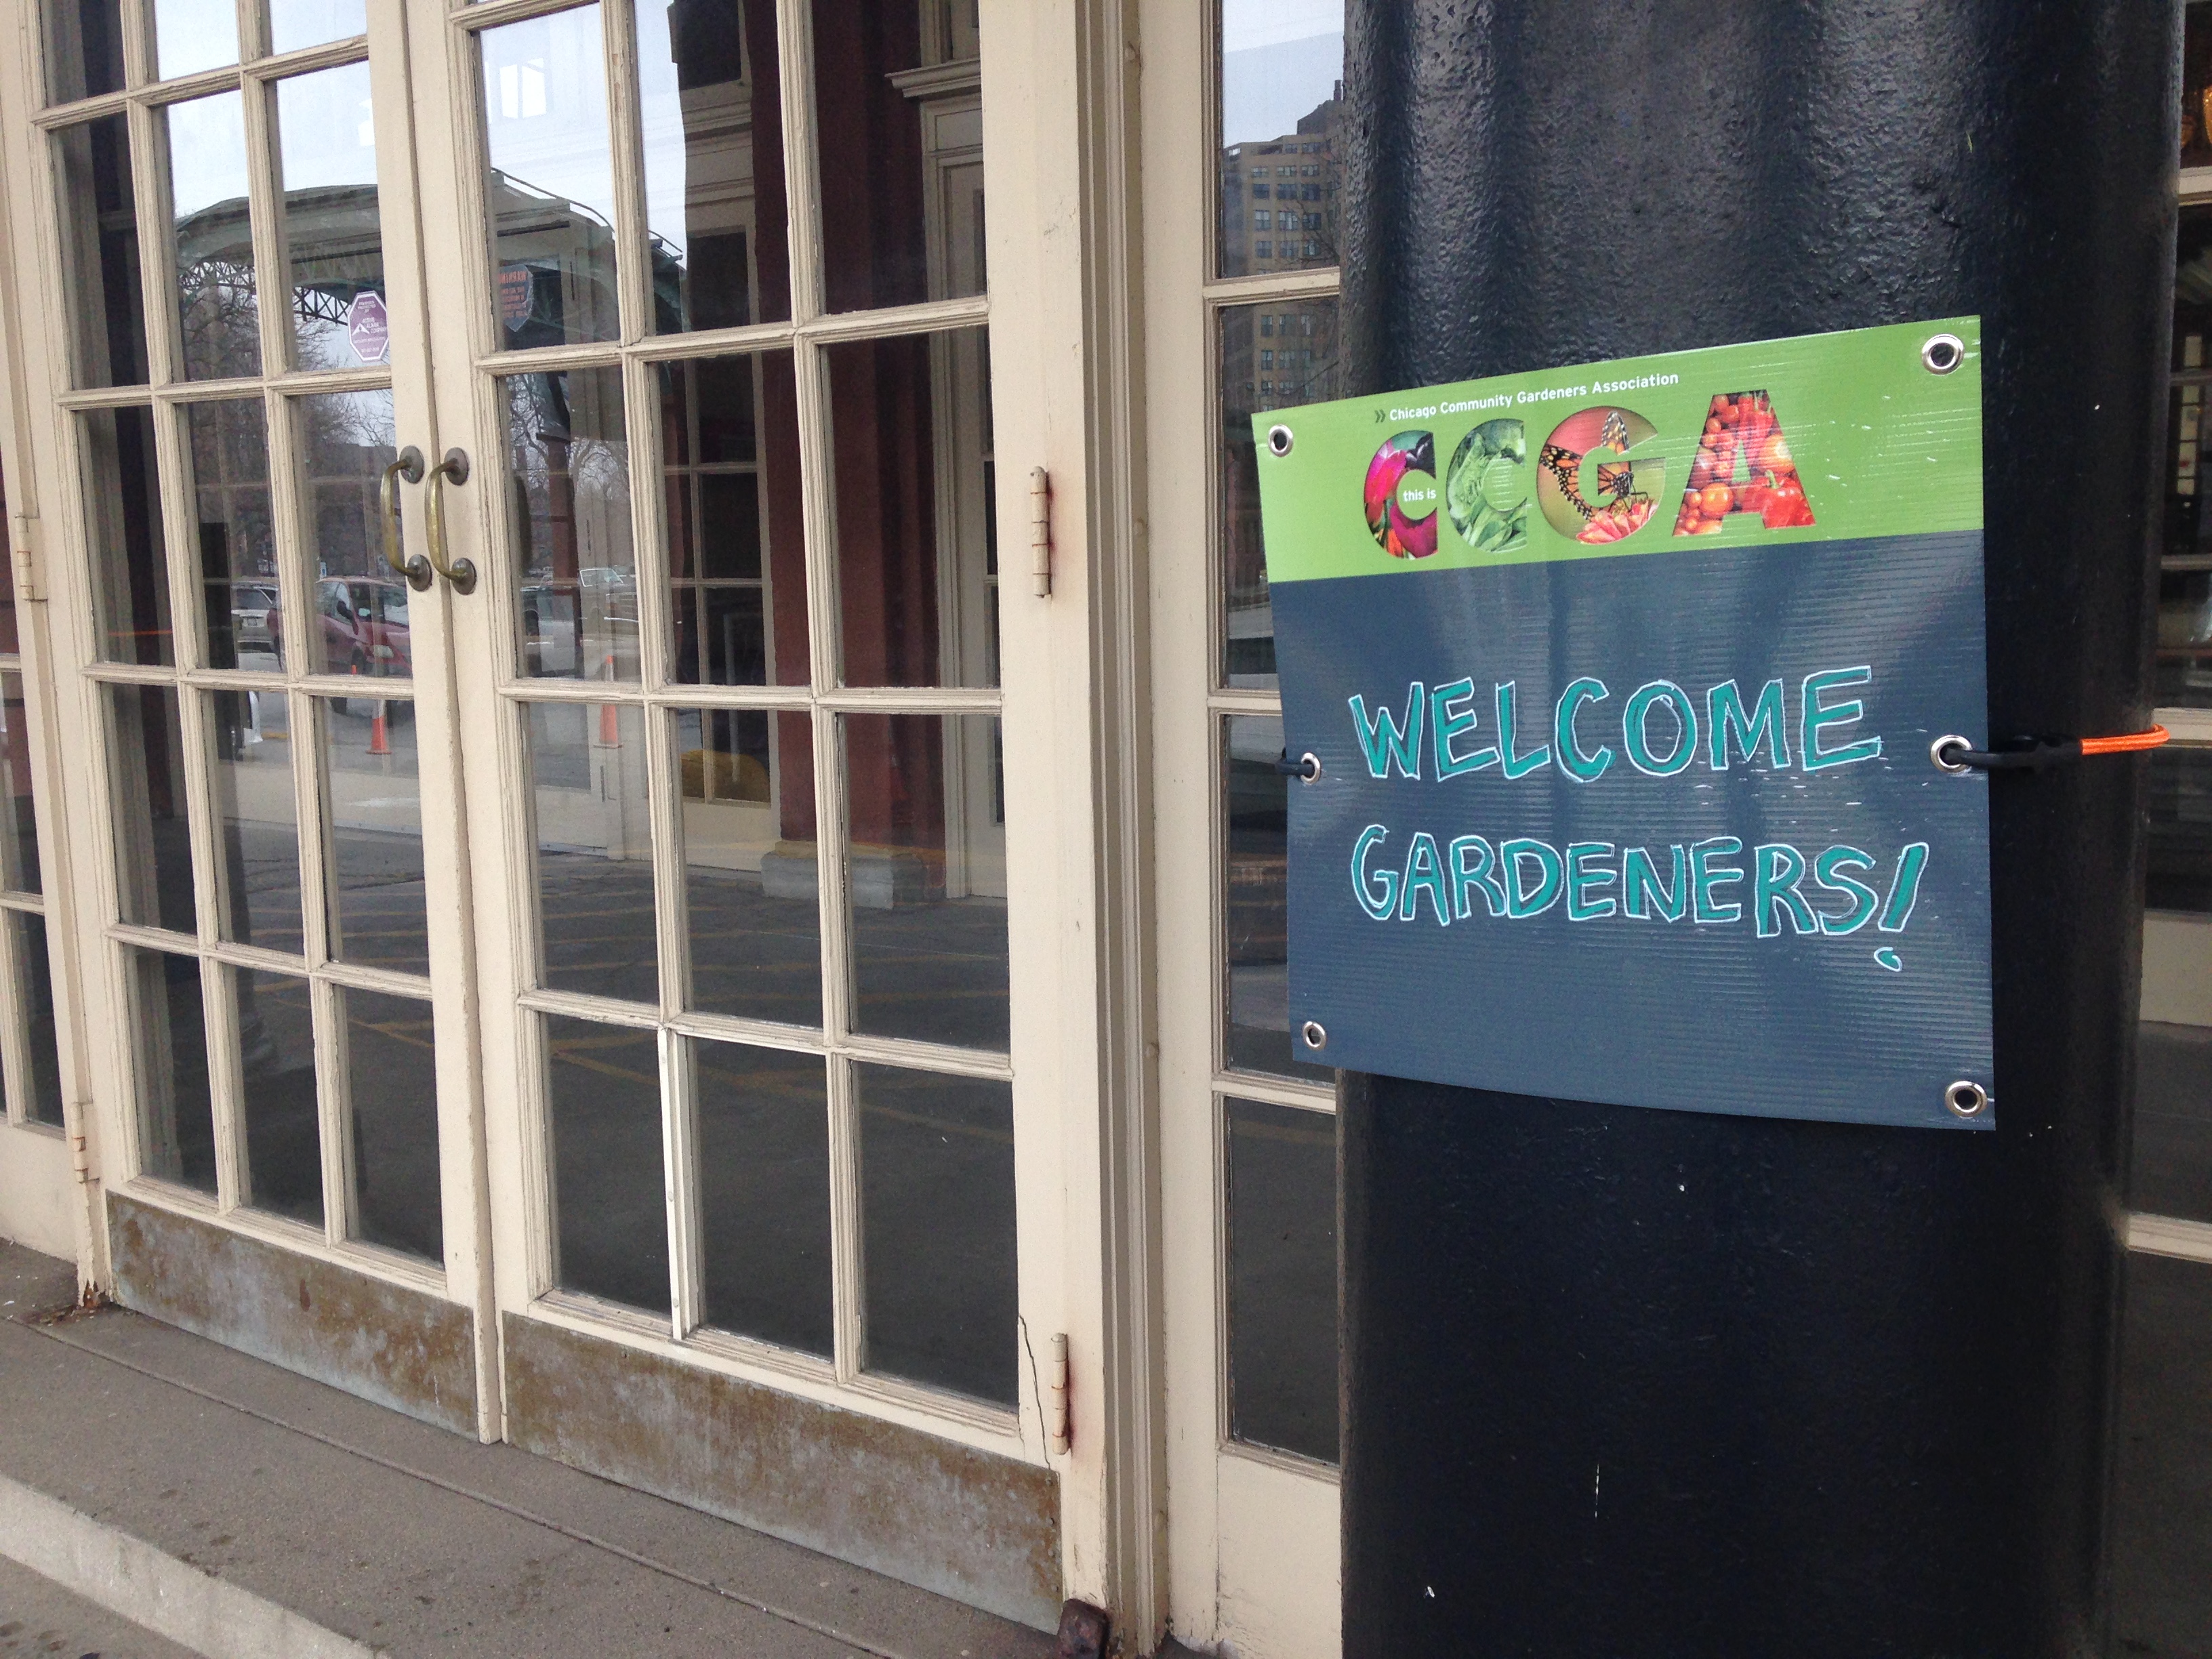 » Chicago Community Gardeners Association
this is
CCGA
WELCOME
GARDENERS!